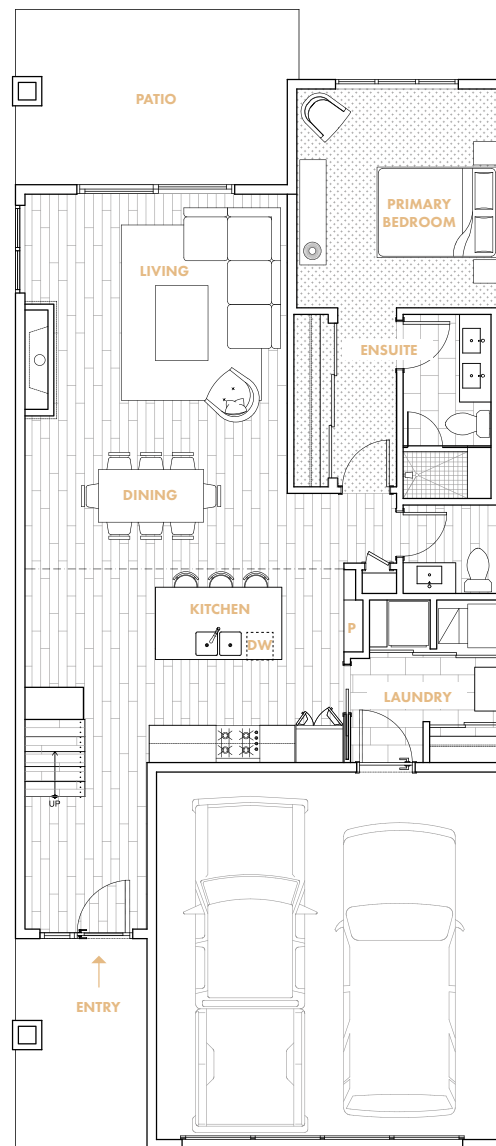 PATIO
PRIMARY
BEDROOM
LIVING
ENSUITE
DINING
KITCHEN
P
DW
LAUNDRY
UP
ENTRY